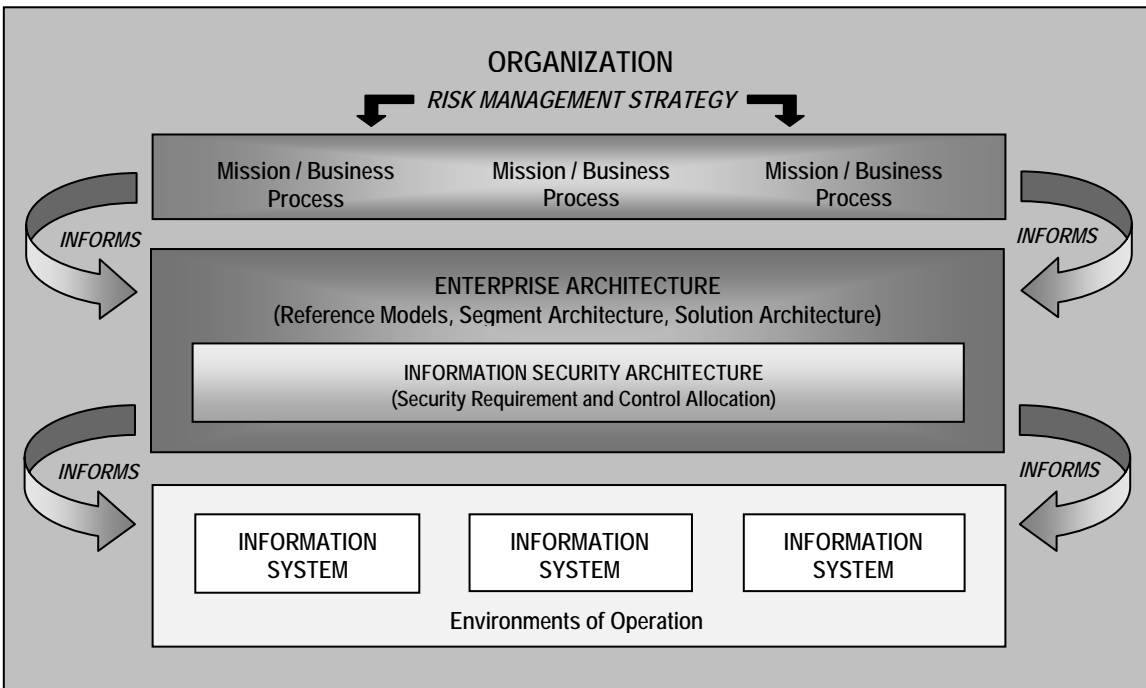 ORGANIZATION
RISK MANAGEMENT STRATEGY
Mission / Business
Process
Mission / Business
Process
Mission / Business
Process
INFORMS
INFORMS
ENTERPRISE ARCHITECTURE
(Reference Models, Segment Architecture, Solution Architecture)
INFORMATION SECURITY ARCHITECTURE
(Security Requirement and Control Allocation)
INFORMS
INFORMS
INFORMATION
SYSTEM
INFORMATION
SYSTEM
INFORMATION
SYSTEM
Environments of Operation